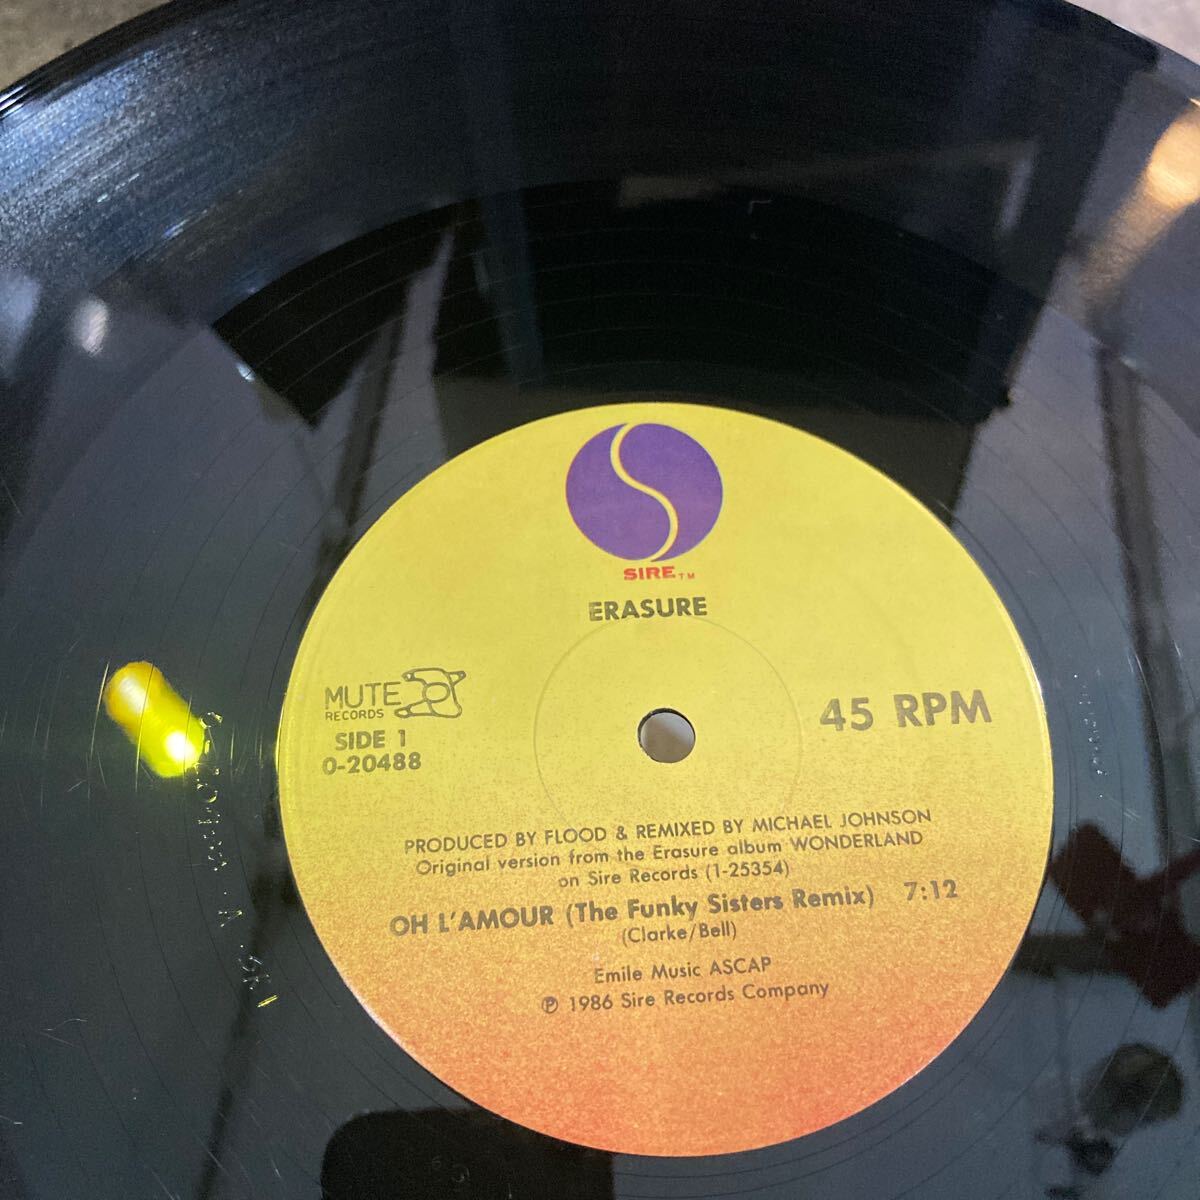 SIRE TM
ERASURE
MUTE
RECORDS
SIDE 1
0-20488
45 RPM
PRODUCED BY FLOOD & REMIXED BY MICHAEL JOHNSON
Original version from the Erasure album WONDERLAND
on Sire Records (1-25354)
OH L'AMOUR (The Funky Sisters Remix) 7:12
(Clarke/Bell)
Emile Music ASCAP
℗ 1986 Sire Records Company